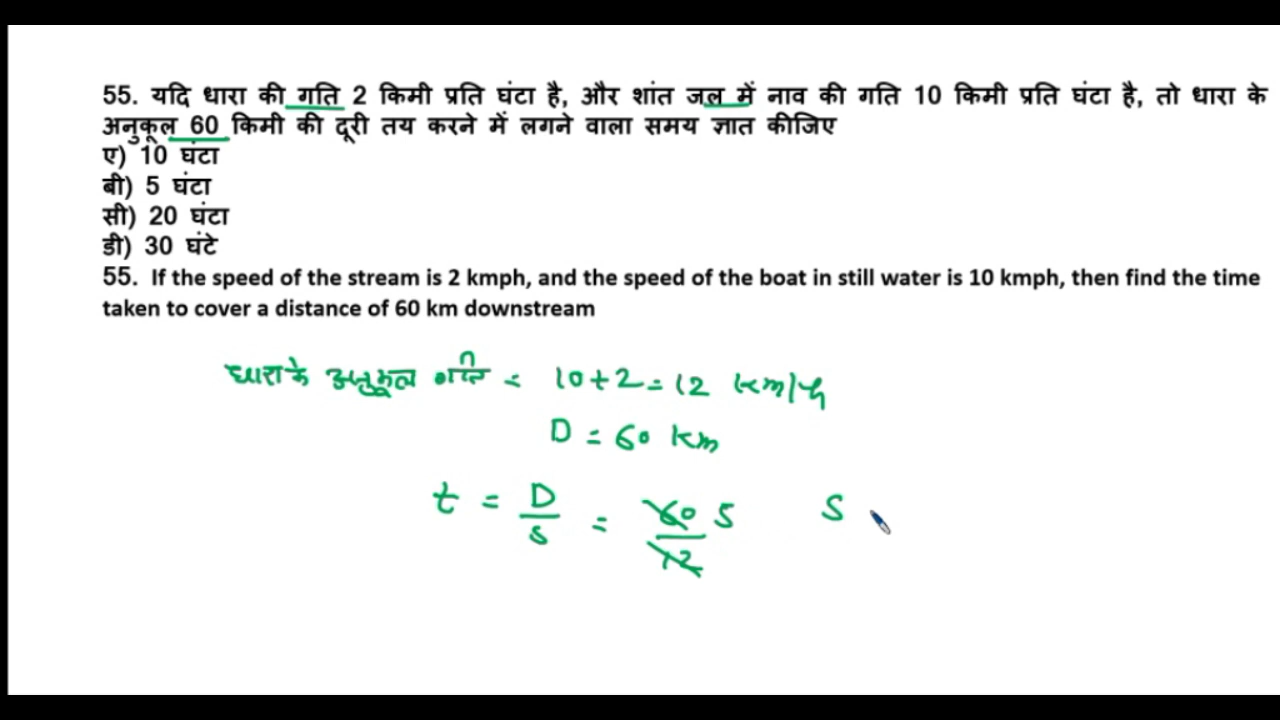 55. यदि धारा की गति 2 किमी प्रति घंटा है, और शांत जल में नाव की गति 10 किमी प्रति घंटा है, तो धारा के
अनुकूल 60 किमी की दूरी तय करने में लगने वाला समय ज्ञात कीजिए
ए) 10 घंटा
बी) 5 घंटा
सी) 20 घंटा
डी) 30 घंटे
55. If the speed of the stream is 2 kmph, and the speed of the boat in still water is 10 kmph, then find the time
taken to cover a distance of 60 km downstream
धारा के अनुकूल गति = 10+2=12 km/h
D = 60 km
t = D/s = 60/12 5 5